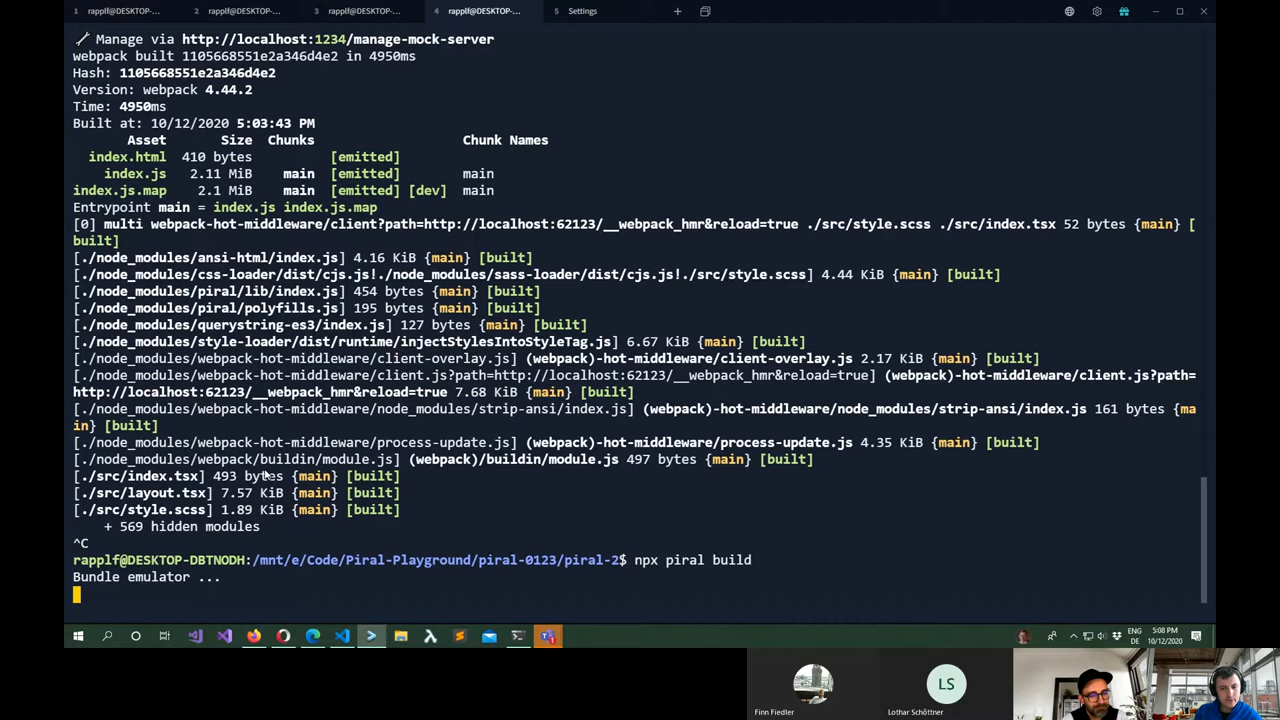 1 rapplf@DESKTOP-... 2 rapplf@DESKTOP-... 3 rapplf@DESKTOP-... 4 rapplf@DESKTOP-... 5 Settings
Manage via http://localhost:1234/manage-mock-server
webpack built 1105668551e2a346d4e2 in 4950ms
Hash: 1105668551e2a346d4e2
Version: webpack 4.44.2
Time: 4950ms
Built at: 10/12/2020 5:03:43 PM
Asset Size Chunks Chunk Names
index.html 410 bytes [emitted]
index.js 2.11 MiB main [emitted] main
index.js.map 2.1 MiB main [emitted] [dev] main
Entrypoint main = index.js index.js.map
[0] multi webpack-hot-middleware/client?path=http://localhost:62123/__webpack_hmr&reload=true ./src/style.scss ./src/index.tsx 52 bytes {main} [
built]
[./node_modules/ansi-html/index.js] 4.16 KiB {main} [built]
[./node_modules/css-loader/dist/cjs.js!./node_modules/sass-loader/dist/cjs.js!./src/style.scss] 4.44 KiB {main} [built]
[./node_modules/piral/lib/index.js] 454 bytes {main} [built]
[./node_modules/piral/polyfills.js] 195 bytes {main} [built]
[./node_modules/querystring-es3/index.js] 127 bytes {main} [built]
[./node_modules/style-loader/dist/runtime/injectStylesIntoStyleTag.js] 6.67 KiB {main} [built]
[./node_modules/webpack-hot-middleware/client-overlay.js] (webpack)-hot-middleware/client-overlay.js 2.17 KiB {main} [built]
[./node_modules/webpack-hot-middleware/client.js?path=http://localhost:62123/__webpack_hmr&reload=true] (webpack)-hot-middleware/client.js?path=
http://localhost:62123/__webpack_hmr&reload=true 7.68 KiB {main} [built]
[./node_modules/webpack-hot-middleware/node_modules/strip-ansi/index.js] (webpack)-hot-middleware/node_modules/strip-ansi/index.js 161 bytes {ma
in} [built]
[./node_modules/webpack-hot-middleware/process-update.js] (webpack)-hot-middleware/process-update.js 4.35 KiB {main} [built]
[./node_modules/webpack/buildin/module.js] (webpack)/buildin/module.js 497 bytes {main} [built]
[./src/index.tsx] 493 bytes {main} [built]
[./src/layout.tsx] 7.57 KiB {main} [built]
[./src/style.scss] 1.89 KiB {main} [built]
+ 569 hidden modules
^C
rapplf@DESKTOP-DBTNODH:/mnt/e/Code/Piral-Playground/piral-0123/piral-2$ npx piral build
Bundle emulator ...
ENG 5:08 PM
DE 10/12/2020
LS
Finn Fiedler Lothar Schöttner